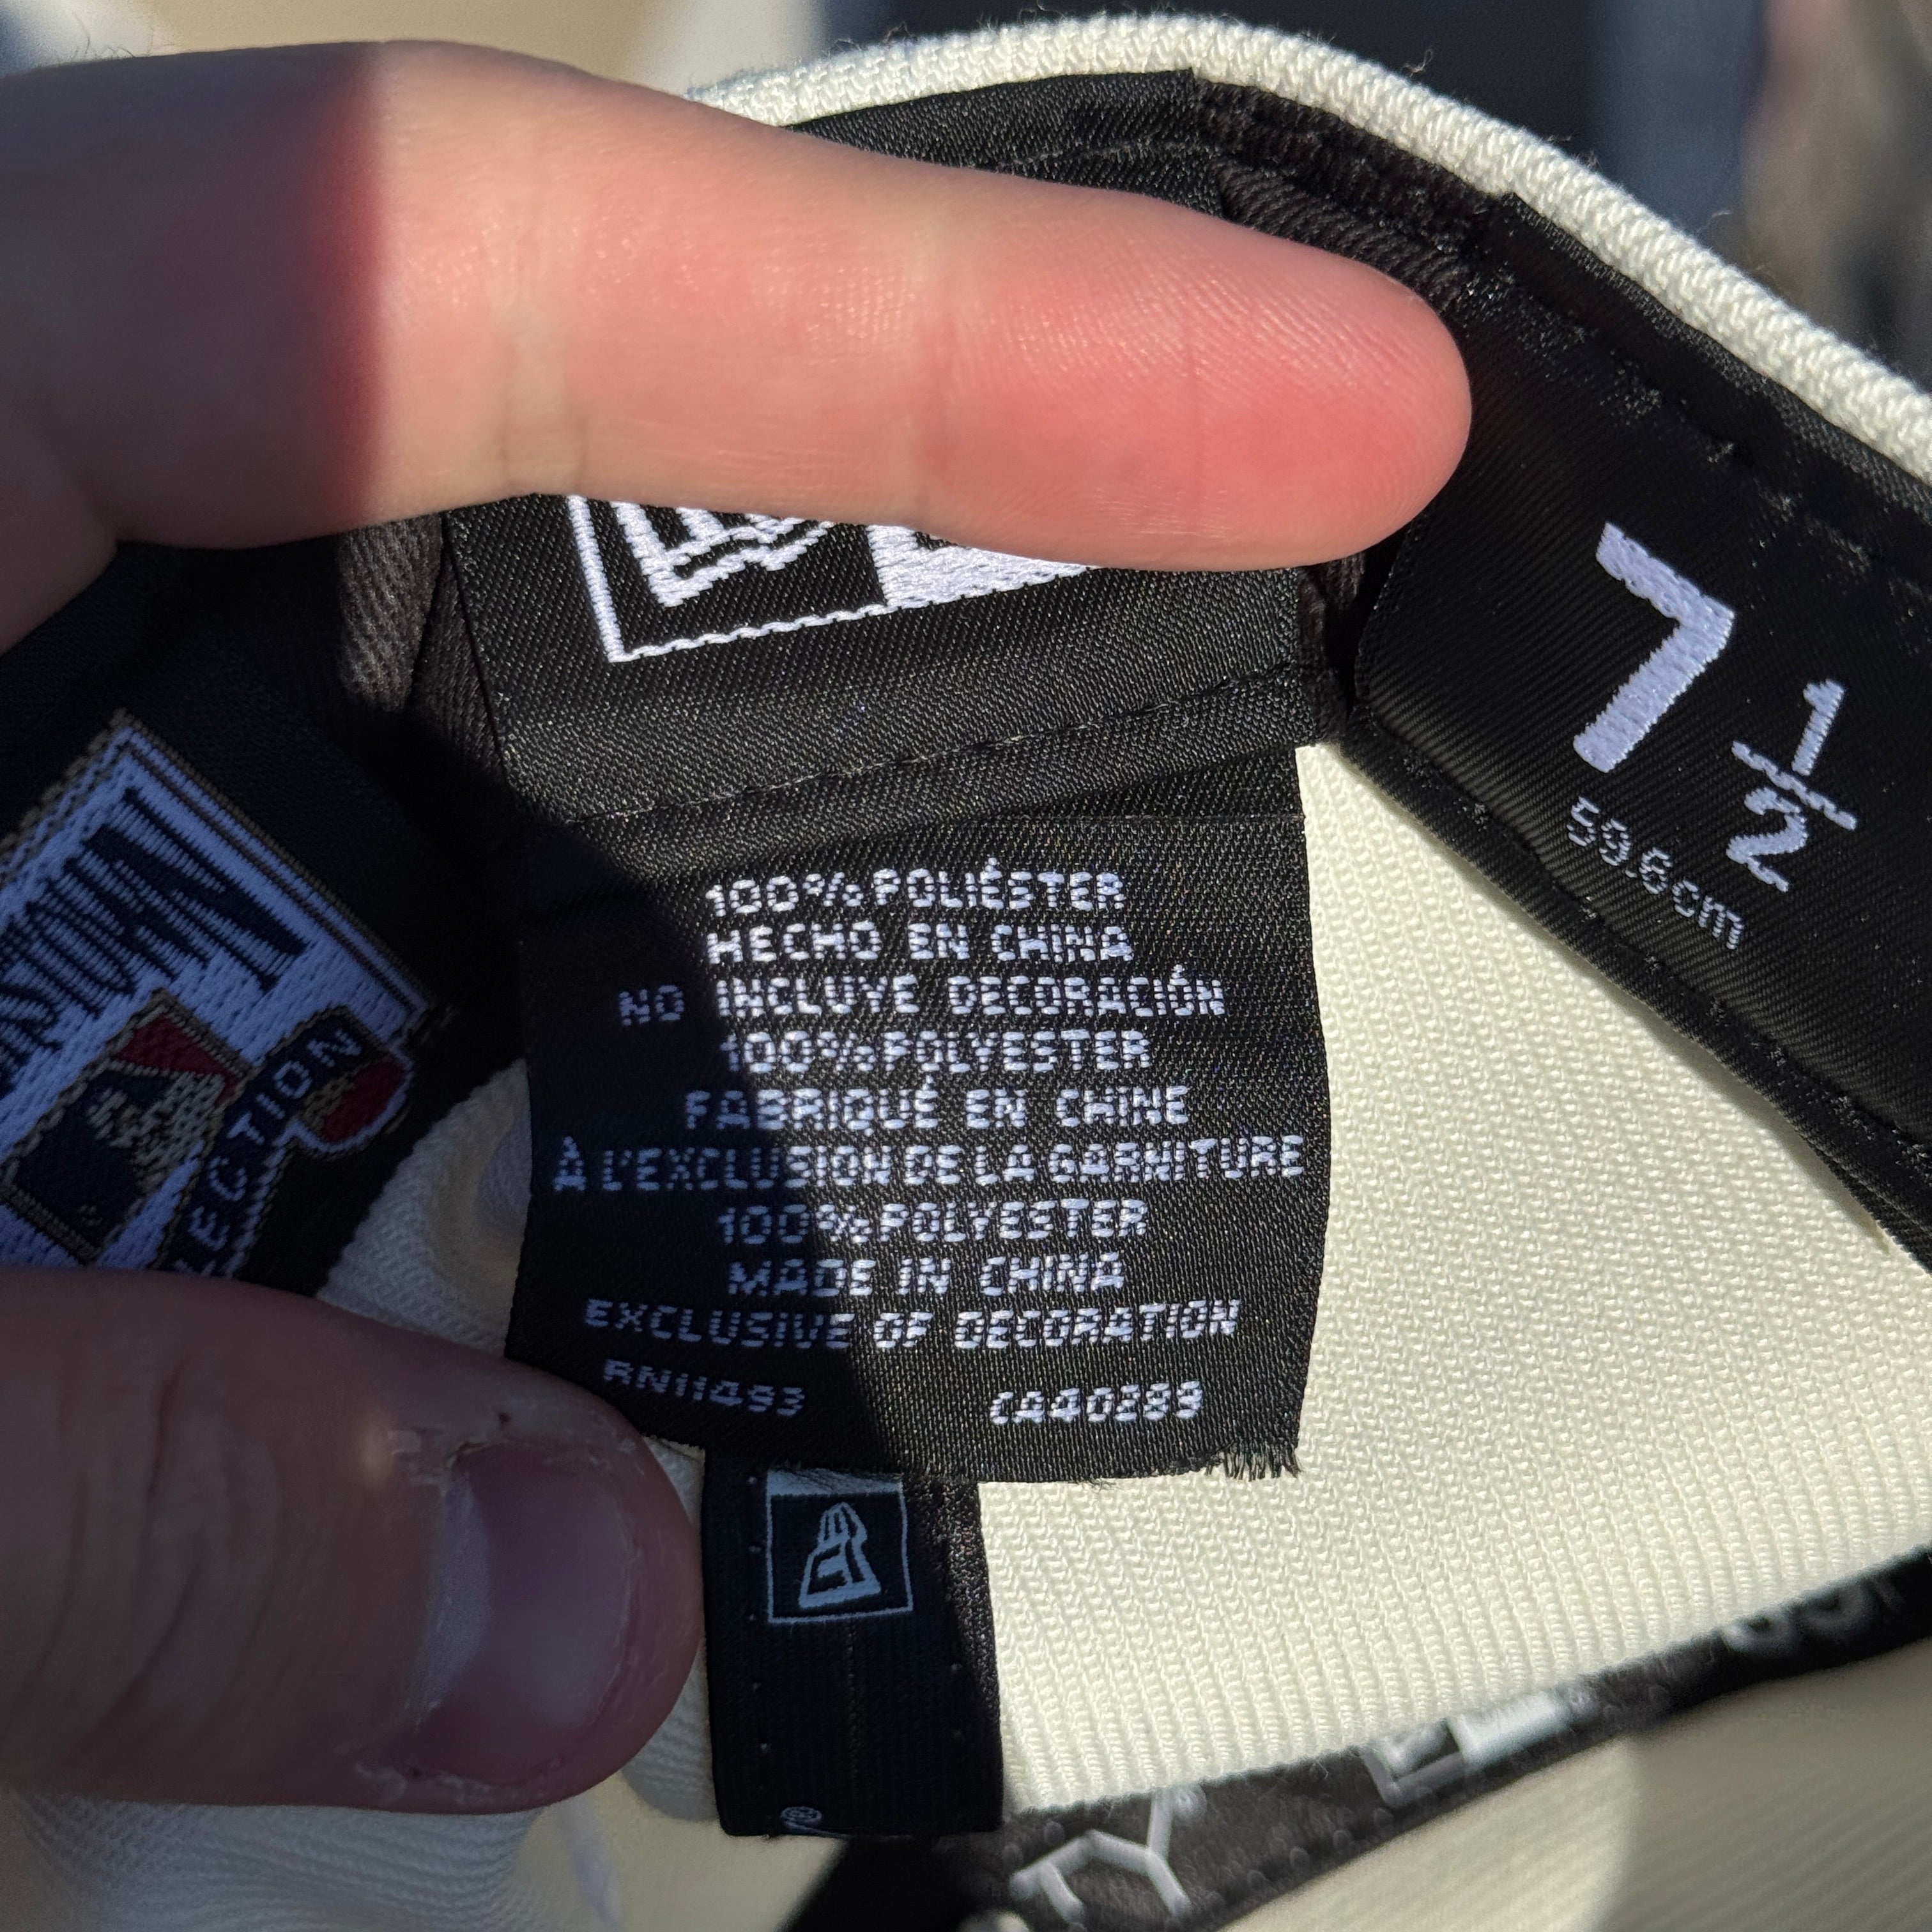 7 1/2
59.6cm
100% POLIÉSTER
HECHO EN CHINA
NO INCLUYE DECORACIÓN
100% POLYESTER
FABRIQUÉ EN CHINE
À L'EXCLUSION DE LA GARNITURE
100% POLYESTER
MADE IN CHINA
EXCLUSIVE OF DECORATION
RN11493 CA40289